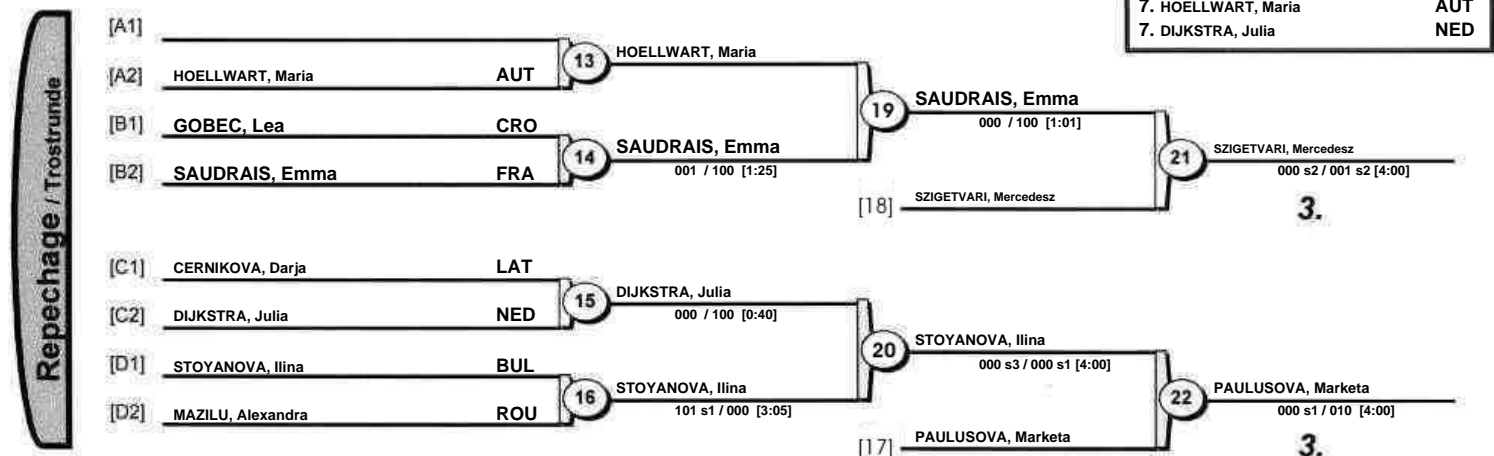 7. HOELLWART, Maria AUT
7. DIJKSTRA, Julia NED
Repechage / Trostrunde
[A1]
[A2] HOELLWART, Maria AUT
13 HOELLWART, Maria
[B1] GOBEC, Lea CRO
[B2] SAUDRAIS, Emma FRA
14 SAUDRAIS, Emma
001 / 100 [1:25]
19 SAUDRAIS, Emma
000 / 100 [1:01]
[18] SZIGETVARI, Mercedesz
21 SZIGETVARI, Mercedesz
000 s2 / 001 s2 [4:00]
3.
[C1] CERNIKOVA, Darja LAT
[C2] DIJKSTRA, Julia NED
15 DIJKSTRA, Julia
000 / 100 [0:40]
[D1] STOYANOVA, Ilina BUL
[D2] MAZILU, Alexandra ROU
16 STOYANOVA, Ilina
101 s1 / 000 [3:05]
20 STOYANOVA, Ilina
000 s3 / 000 s1 [4:00]
[17] PAULUSOVA, Marketa
22 PAULUSOVA, Marketa
000 s1 / 010 [4:00]
3.